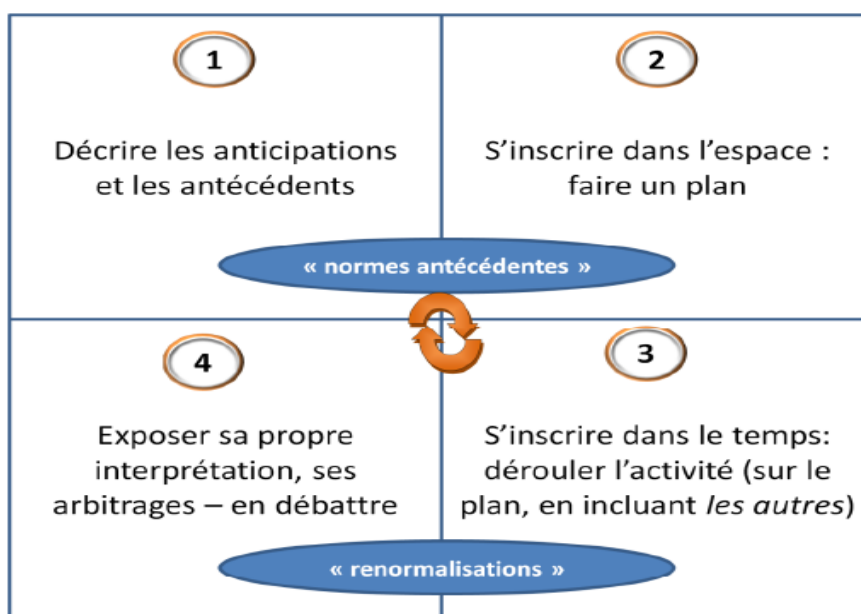 1
Décrire les anticipations
et les antécédents
2
S'inscrire dans l'espace :
faire un plan
« normes antécédentes »
4
Exposer sa propre
interprétation, ses
arbitrages – en débattre
3
S'inscrire dans le temps:
dérouler l'activité (sur le
plan, en incluant les autres)
« renormalisations »